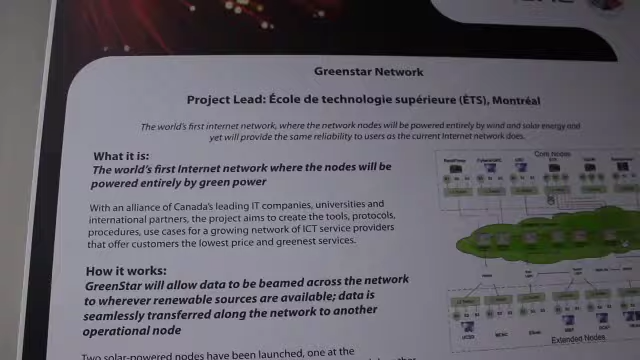 Greenstar Network
Project Lead: École de technologie supérieure (ÉTS), Montréal
The world's first internet network, where the network nodes will be powered entirely by wind and solar energy and
yet will provide the same reliability to users as the current Internet network does.
What it is:
The world's first Internet network where the nodes will be
powered entirely by green power
With an alliance of Canada's leading IT companies, universities and
international partners, the project aims to create the tools, protocols,
procedures, use cases for a growing network of ICT service providers
that offer customers the lowest price and greenest services.
Core Nodes
How it works:
GreenStar will allow data to be beamed across the network
to wherever renewable sources are available; data is
seamlessly transferred along the network to another
operational node
Extended Nodes
Two solar-powered nodes have been launched, one at the